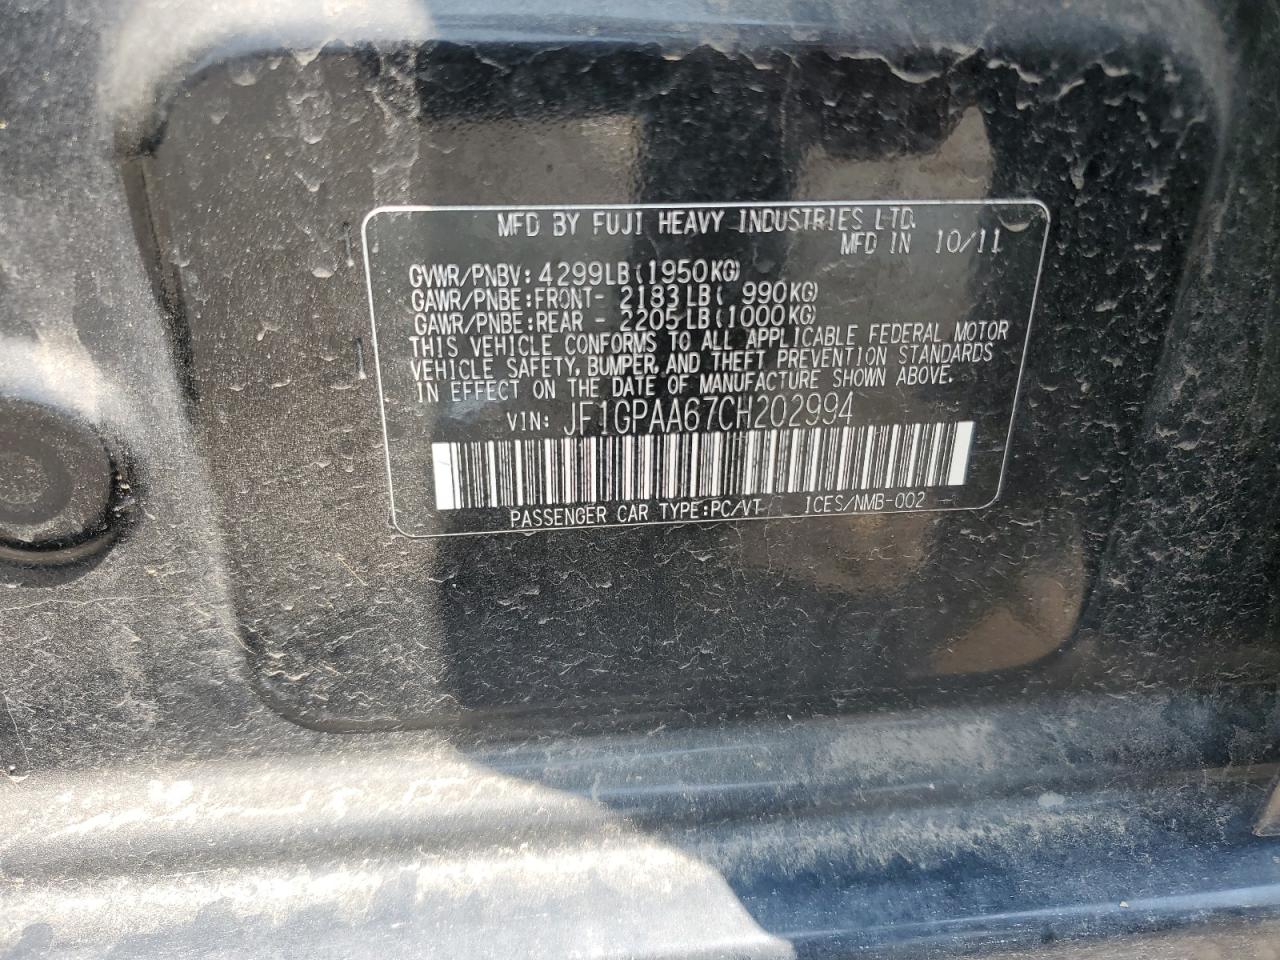 MFD BY FUJI HEAVY INDUSTRIES LTD.
MFD IN 10/11
GVWR/PNBV:4299LB(1950KG)
GAWR/PNBE:FRONT- 2183LB( 990KG)
GAWR/PNBE:REAR - 2205LB(1000KG)
THIS VEHICLE CONFORMS TO ALL APPLICABLE FEDERAL MOTOR
VEHICLE SAFETY, BUMPER, AND THEFT PREVENTION STANDARDS
IN EFFECT ON THE DATE OF MANUFACTURE SHOWN ABOVE.
VIN: JF1GPAA67CH202994
PASSENGER CAR TYPE:PC/VT ICES/NMB-002